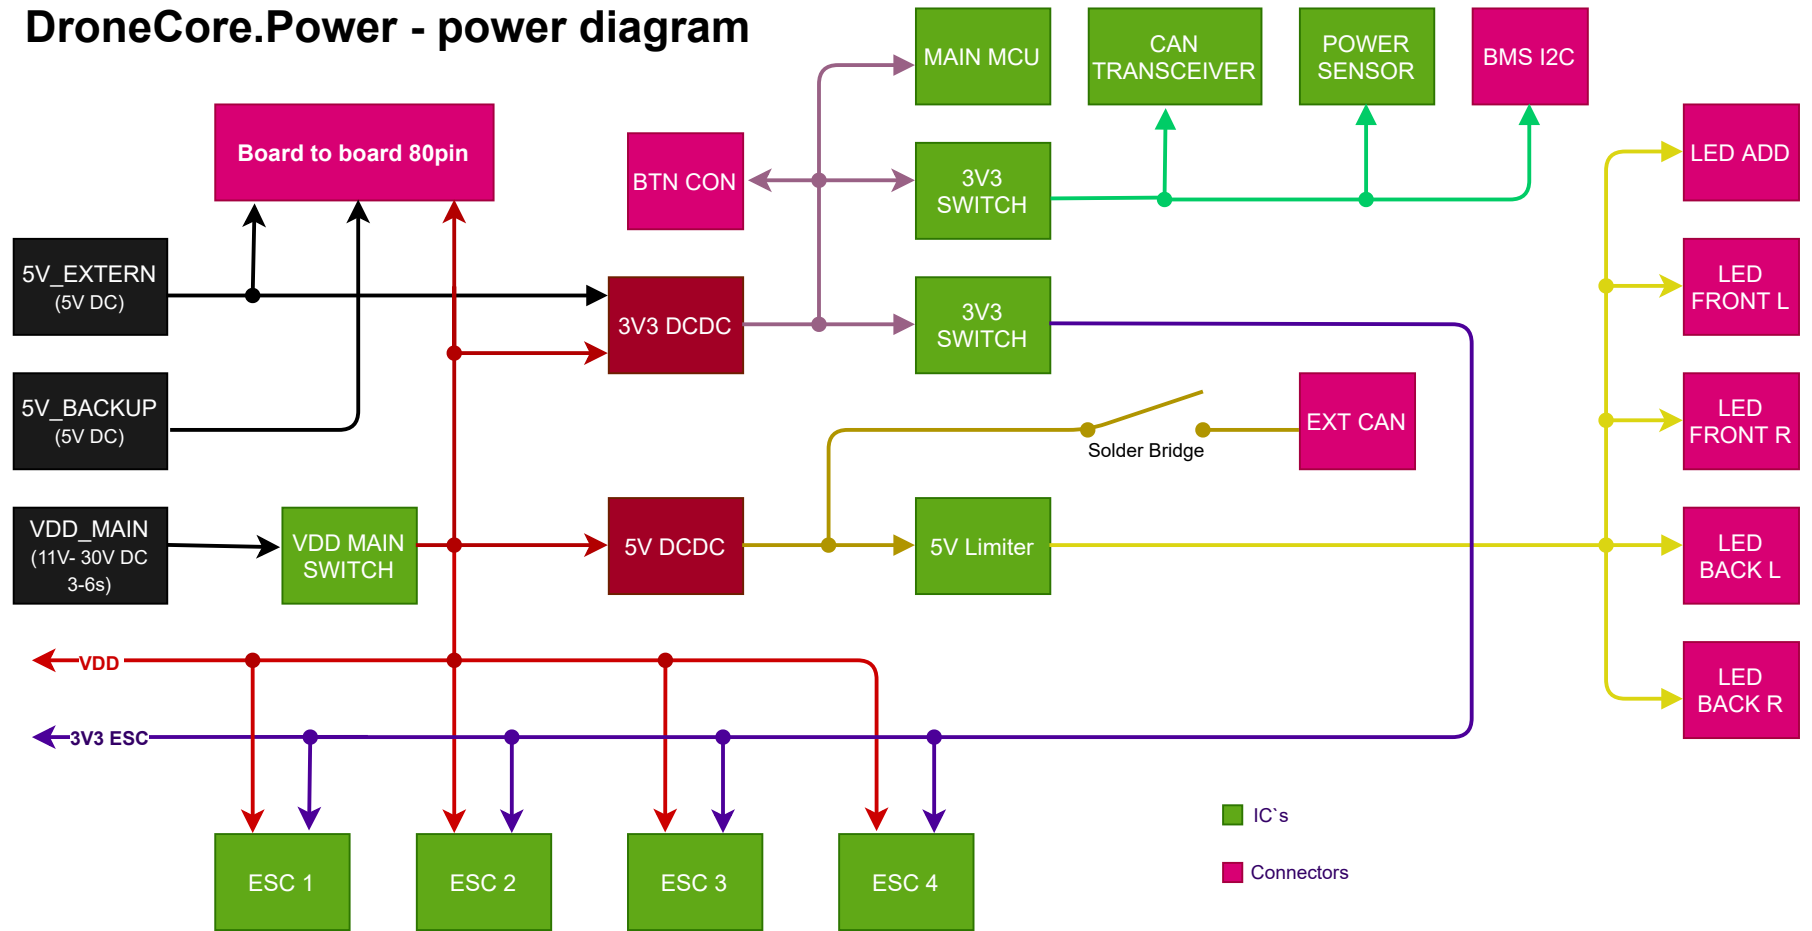 DroneCore.Power - power diagram
MAIN MCU
CAN
TRANSCEIVER
POWER
SENSOR
BMS I2C
Board to board 80pin
BTN CON
3V3
SWITCH
LED ADD
5V_EXTERN
(5V DC)
3V3 DCDC
3V3
SWITCH
LED
FRONT L
5V_BACKUP
(5V DC)
Solder Bridge
EXT CAN
LED
FRONT R
VDD_MAIN
(11V- 30V DC
3-6s)
VDD MAIN
SWITCH
5V DCDC
5V Limiter
LED
BACK L
VDD
LED
BACK R
3V3 ESC
IC`s
Connectors
ESC 1
ESC 2
ESC 3
ESC 4